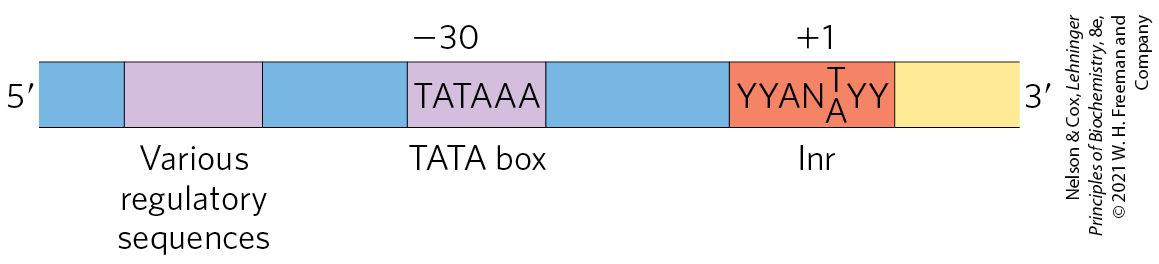 −30
+1
5′
TATAAA
YYANTAYY
3′
Various
regulatory
sequences
TATA box
Inr
Nelson & Cox, Lehninger
Principles of Biochemistry, 8e,
© 2021 W. H. Freeman and
Company